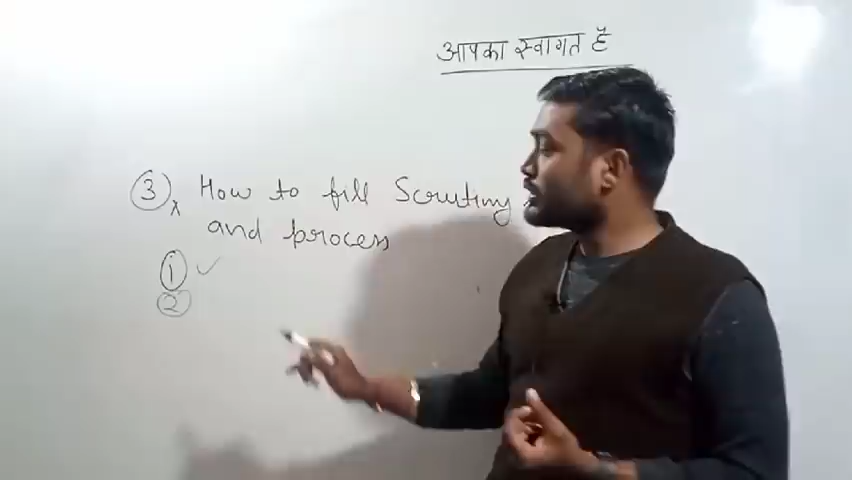 आपका स्वागत है
③ How to fill Scrutiny
and process
① ✓
②